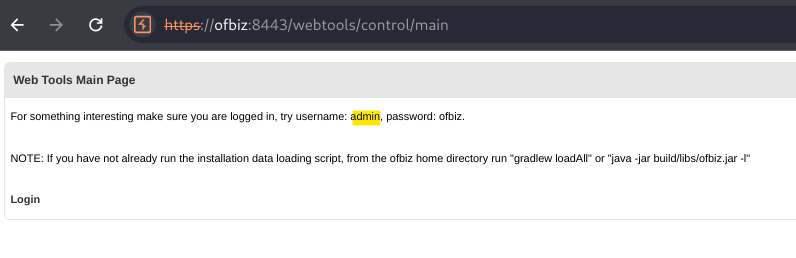 https://ofbiz:8443/webtools/control/main
Web Tools Main Page
For something interesting make sure you are logged in, try username: admin, password: ofbiz.
NOTE: If you have not already run the installation data loading script, from the ofbiz home directory run "gradlew loadAll" or "java -jar build/libs/ofbiz.jar -l"
Login